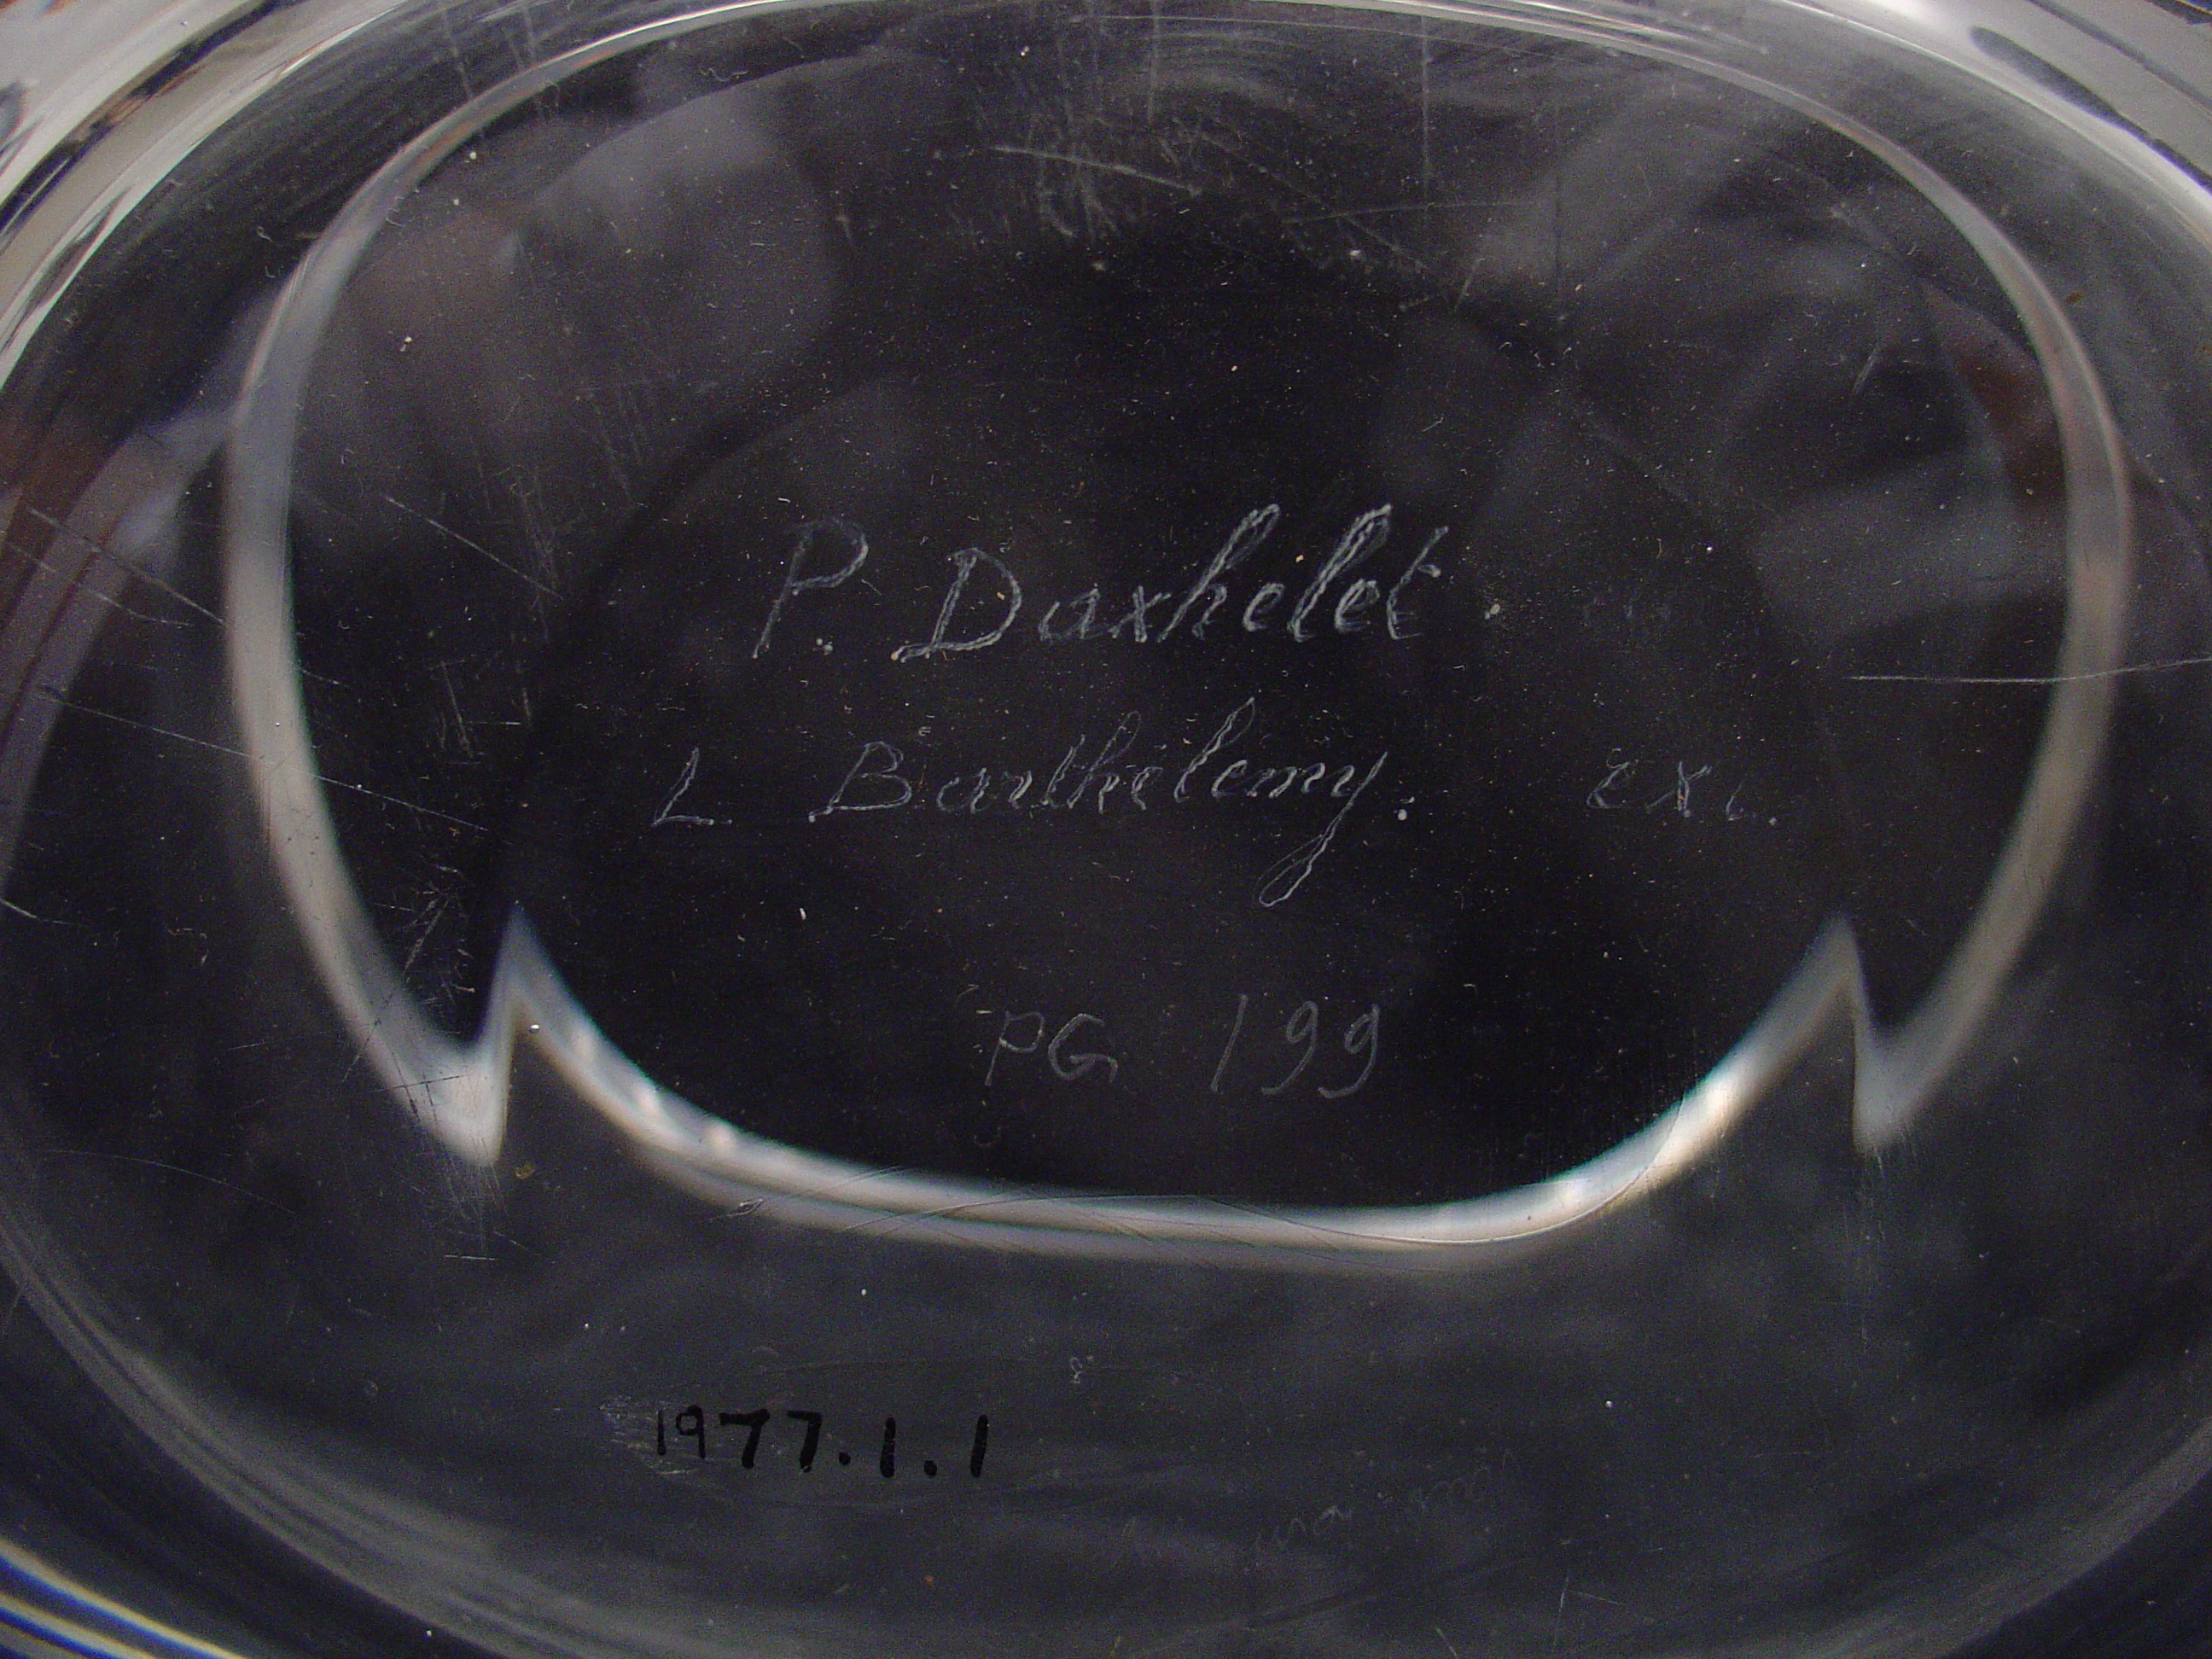 P. Daxhelet
L Barthelemy. ex.
PG 199
1977.1.1